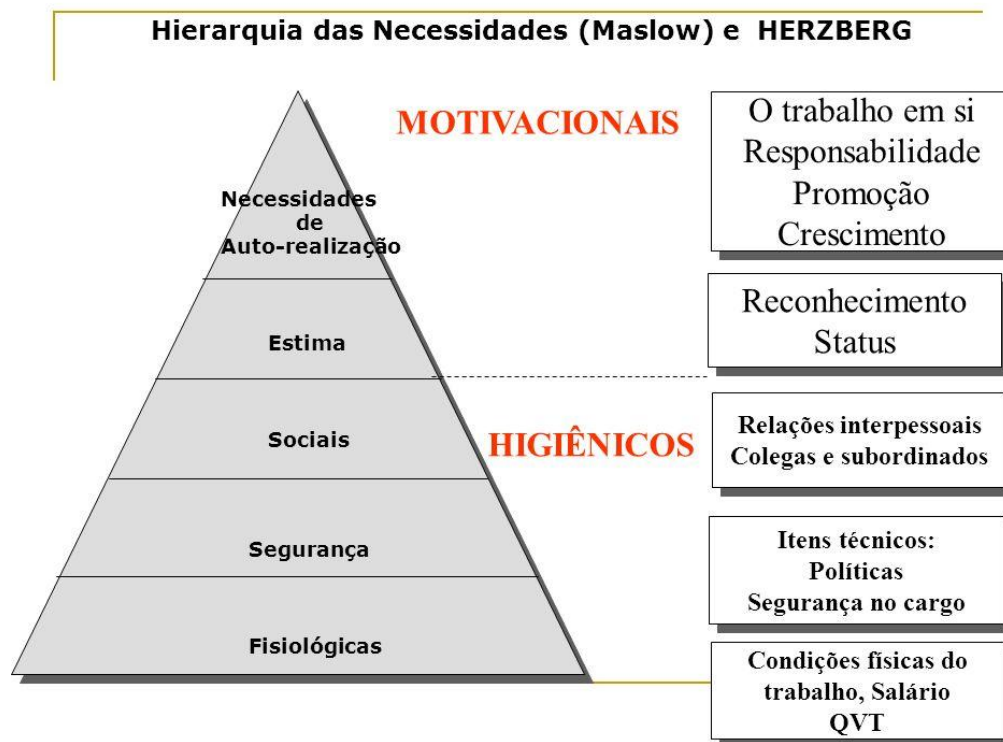 Hierarquia das Necessidades (Maslow) e HERZBERG
MOTIVACIONAIS
O trabalho em si
Responsabilidade
Promoção
Crescimento
Necessidades
de
Auto-realização
Reconhecimento
Status
Estima
HIGIÊNICOS
Relações interpessoais
Colegas e subordinados
Sociais
Itens técnicos:
Políticas
Segurança no cargo
Segurança
Condições físicas do
trabalho, Salário
QVT
Fisiológicas